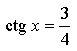 ctg x = 3/4